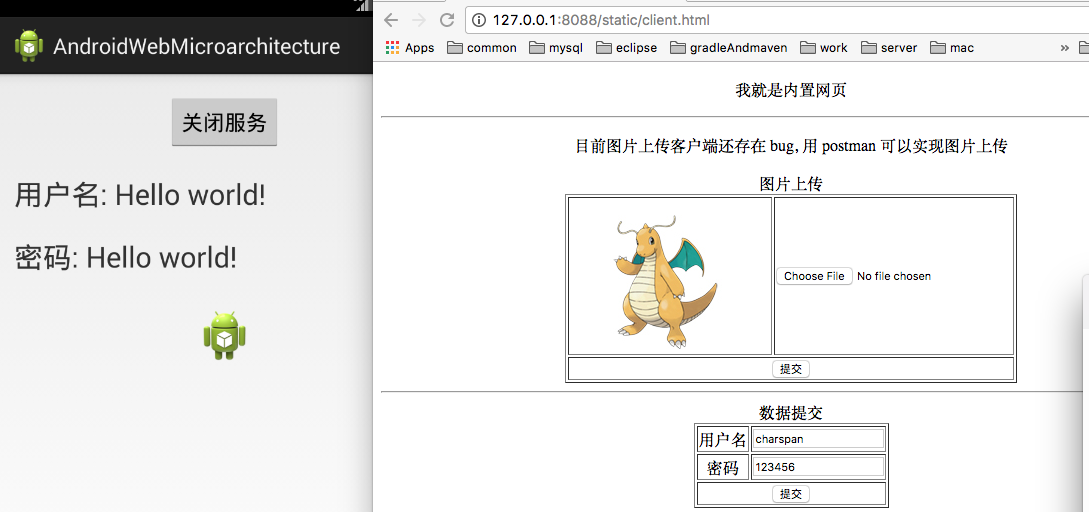 AndroidWebMicroarchitecture
关闭服务
用户名: Hello world!
密码: Hello world!
127.0.0.1:8088/static/client.html
Apps common mysql eclipse gradleAndmaven work server mac »
我就是内置网页
目前图片上传客户端还存在 bug, 用 postman 可以实现图片上传
图片上传
Choose File No file chosen
提交
数据提交
用户名 charspan
密码 123456
提交